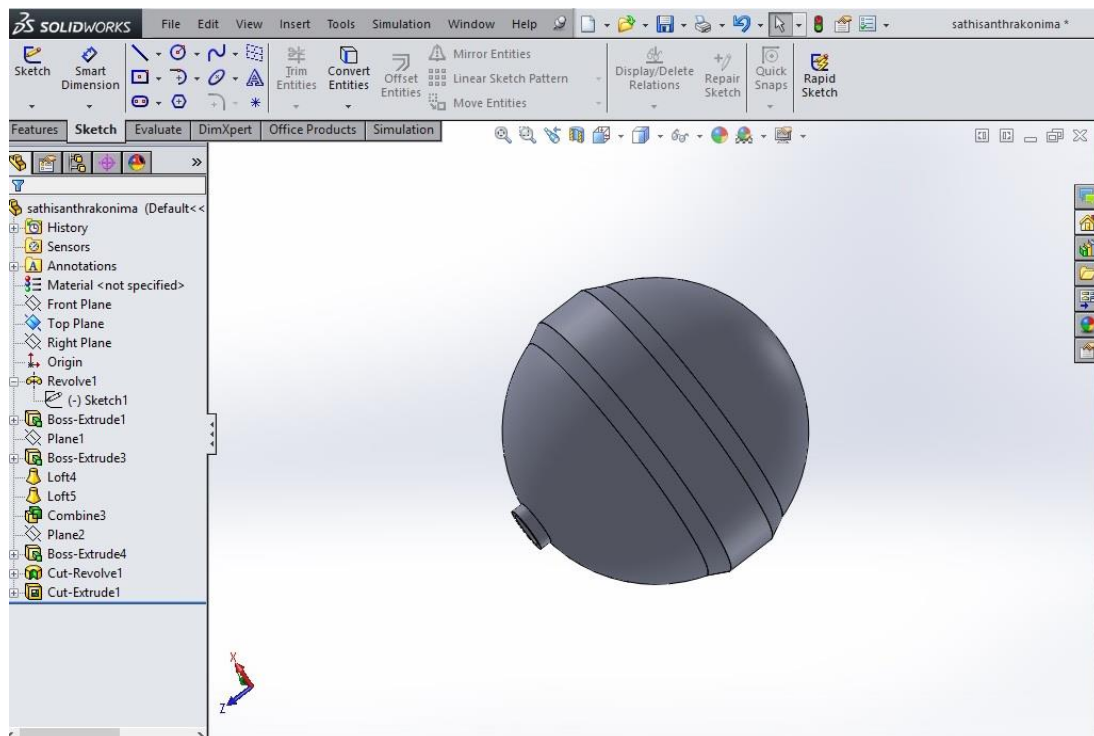 SOLIDWORKS File Edit View Insert Tools Simulation Window Help sathisanthrakonima *
Sketch Smart Dimension Trim Entities Convert Entities Offset Entities Mirror Entities Linear Sketch Pattern Move Entities Display/Delete Relations Repair Sketch Quick Snaps Rapid Sketch
Features Sketch Evaluate DimXpert Office Products Simulation
»
sathisanthrakonima (Default<<
History
Sensors
A Annotations
Material <not specified>
Front Plane
Top Plane
Right Plane
Origin
Revolve1
(-) Sketch1
Boss-Extrude1
Plane1
Boss-Extrude3
Loft4
Loft5
Combine3
Plane2
Boss-Extrude4
Cut-Revolve1
Cut-Extrude1
X
Z